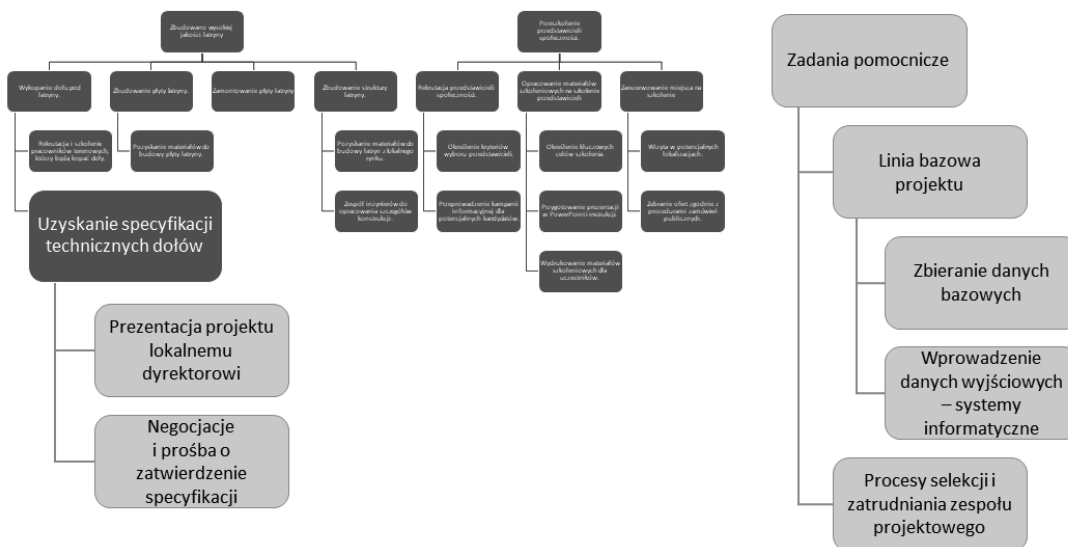 Zbudowano wysokiej
jakości latryny
Przeszkolenie
przedstawicieli
społeczności.
Wykopanie dołu pod
latryny.
Zbudowanie płyty latryny.
Zamontowanie płyty latryny
Zbudowanie struktury
latryny.
Rekrutacja przedstawicieli
społeczności.
Opracowanie materiałów
szkoleniowych na szkolenie
przedstawicieli
Zarezerwowanie miejsca na
szkolenie
Rekrutacja i szkolenie
pracowników terenowych,
którzy będą kopać doły.
Pozyskanie materiałów do
budowy płyty latryny.
Pozyskanie materiałów do
budowy latryn z lokalnego
rynku.
Określenie kryteriów
wyboru przedstawicieli.
Określenie kluczowych
celów szkolenia.
Wizyta w potencjalnych
lokalizacjach.
Zespół inżynierów do
opracowania szczegółów
konstrukcji.
Przeprowadzenie kampanii
informacyjnej dla
potencjalnych kandydatów.
Przygotowanie prezentacji
w PowerPoint i instrukcji.
Zebranie ofert zgodnie z
procedurami zamówień
publicznych.
Wydrukowanie materiałów
szkoleniowych dla
uczestników.
Uzyskanie specyfikacji
technicznych dołów
Prezentacja projektu
lokalnemu
dyrektorowi
Negocjacje
i prośba o
zatwierdzenie
specyfikacji
Zadania pomocnicze
Linia bazowa
projektu
Zbieranie danych
bazowych
Wprowadzenie
danych wyjściowych
– systemy
informatyczne
Procesy selekcji i
zatrudniania zespołu
projektowego